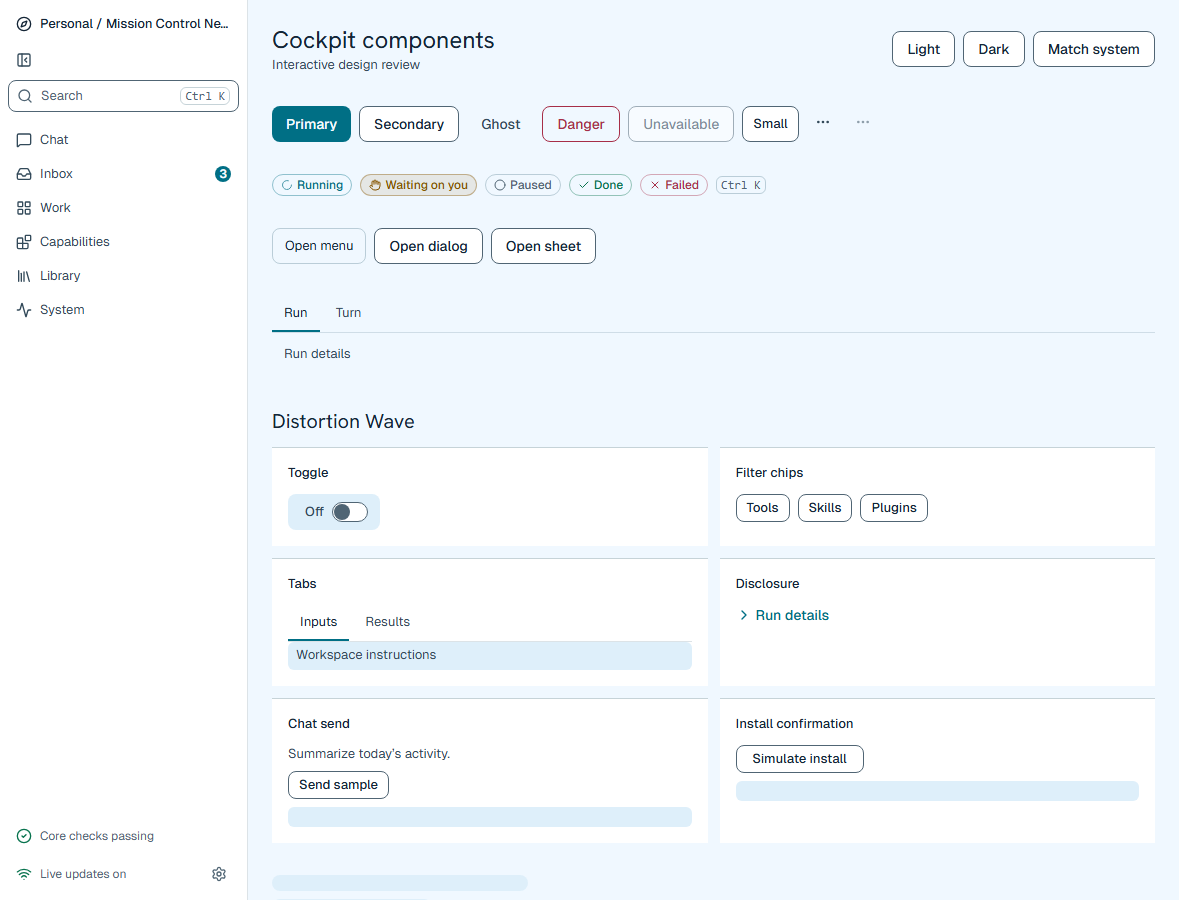 Personal / Mission Control Ne...
Search Ctrl K
Chat
Inbox 3
Work
Capabilities
Library
System
Core checks passing
Live updates on
Cockpit components
Interactive design review
Light Dark Match system
Primary Secondary Ghost Danger Unavailable Small ... ...
Running Waiting on you Paused Done Failed Ctrl K
Open menu Open dialog Open sheet
Run Turn
Run details
Distortion Wave
Toggle
Off
Filter chips
Tools Skills Plugins
Tabs
Inputs Results
Workspace instructions
Disclosure
Run details
Chat send
Summarize today's activity.
Send sample
Install confirmation
Simulate install